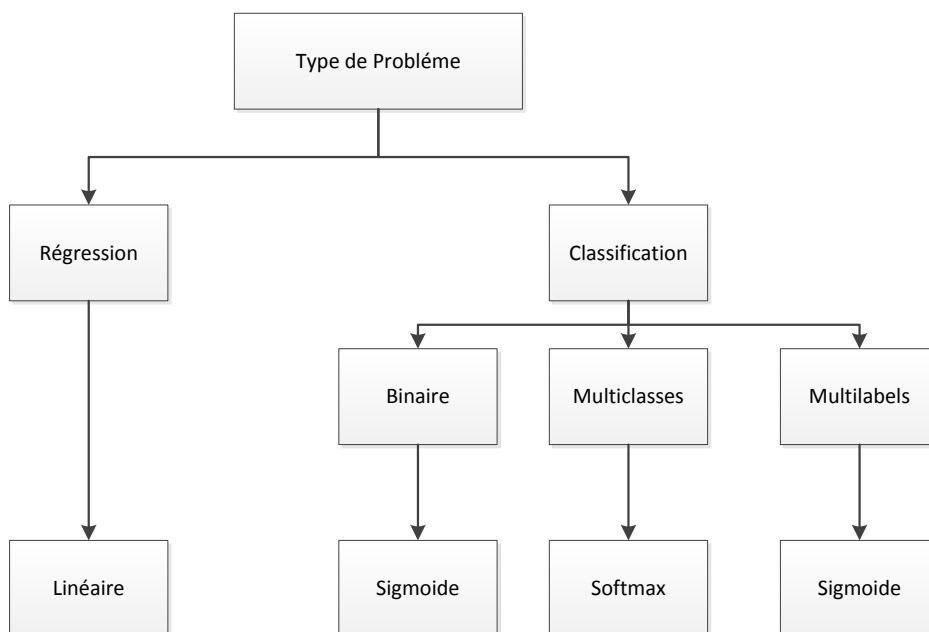 Type de Probléme
Régression
Classification
Binaire
Multiclasses
Multilabels
Linéaire
Sigmoide
Softmax
Sigmoide